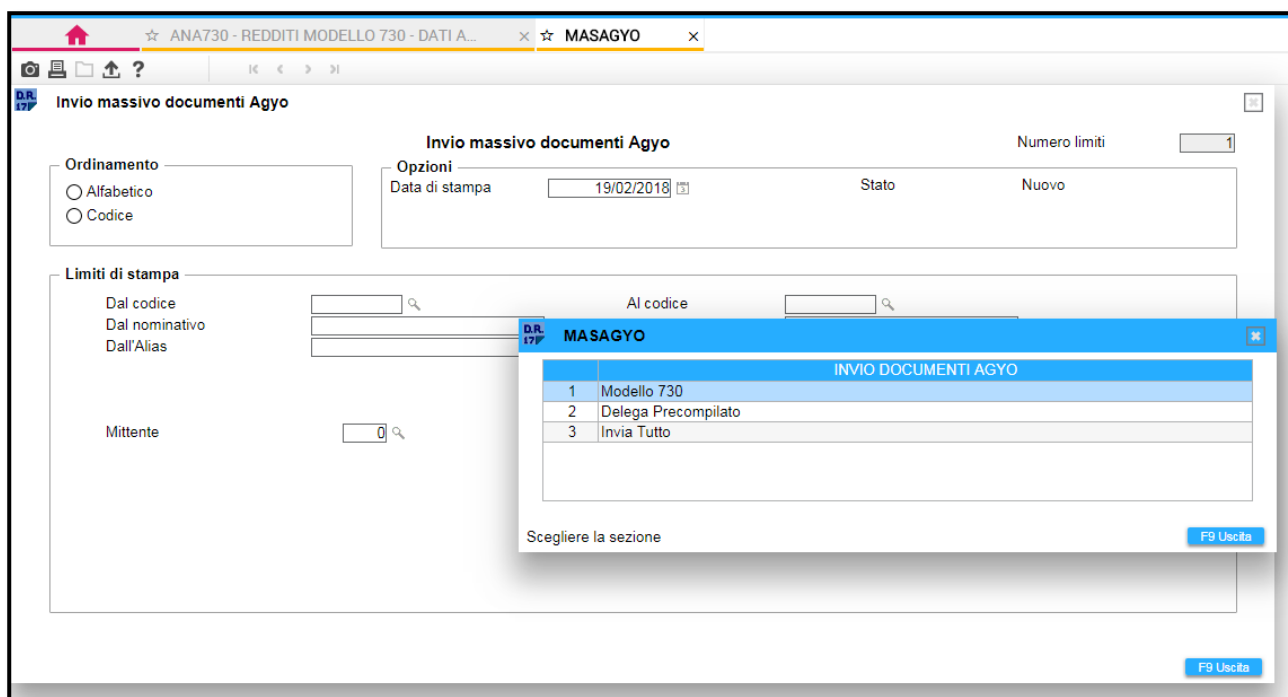 ☆ ANA730 - REDDITI MODELLO 730 - DATI A... × ☆ MASAGYO ×
?
D.R. 17 Invio massivo documenti Agyo
Invio massivo documenti Agyo Numero limiti 1
Ordinamento Opzioni
Alfabetico Data di stampa 19/02/2018 Stato Nuovo
Codice
Limiti di stampa
Dal codice Al codice
Dal nominativo
Dall'Alias
Mittente 0
D.R. 17 MASAGYO
INVIO DOCUMENTI AGYO
1 Modello 730
2 Delega Precompilato
3 Invia Tutto
Scegliere la sezione F9 Uscita
F9 Uscita